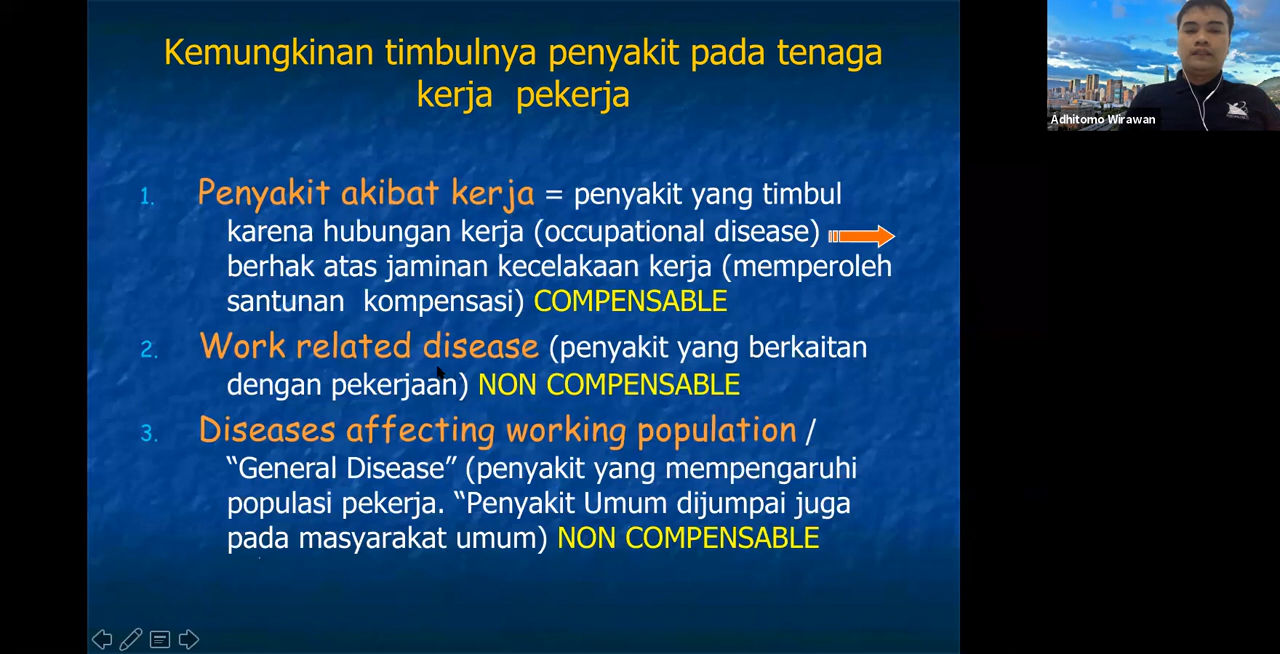 Kemungkinan timbulnya penyakit pada tenaga
kerja pekerja
1. Penyakit akibat kerja = penyakit yang timbul
karena hubungan kerja (occupational disease)
berhak atas jaminan kecelakaan kerja (memperoleh
santunan kompensasi) COMPENSABLE
2. Work related disease (penyakit yang berkaitan
dengan pekerjaan) NON COMPENSABLE
3. Diseases affecting working population /
“General Disease” (penyakit yang mempengaruhi
populasi pekerja. “Penyakit Umum dijumpai juga
pada masyarakat umum) NON COMPENSABLE
Adhitomo Wirawan